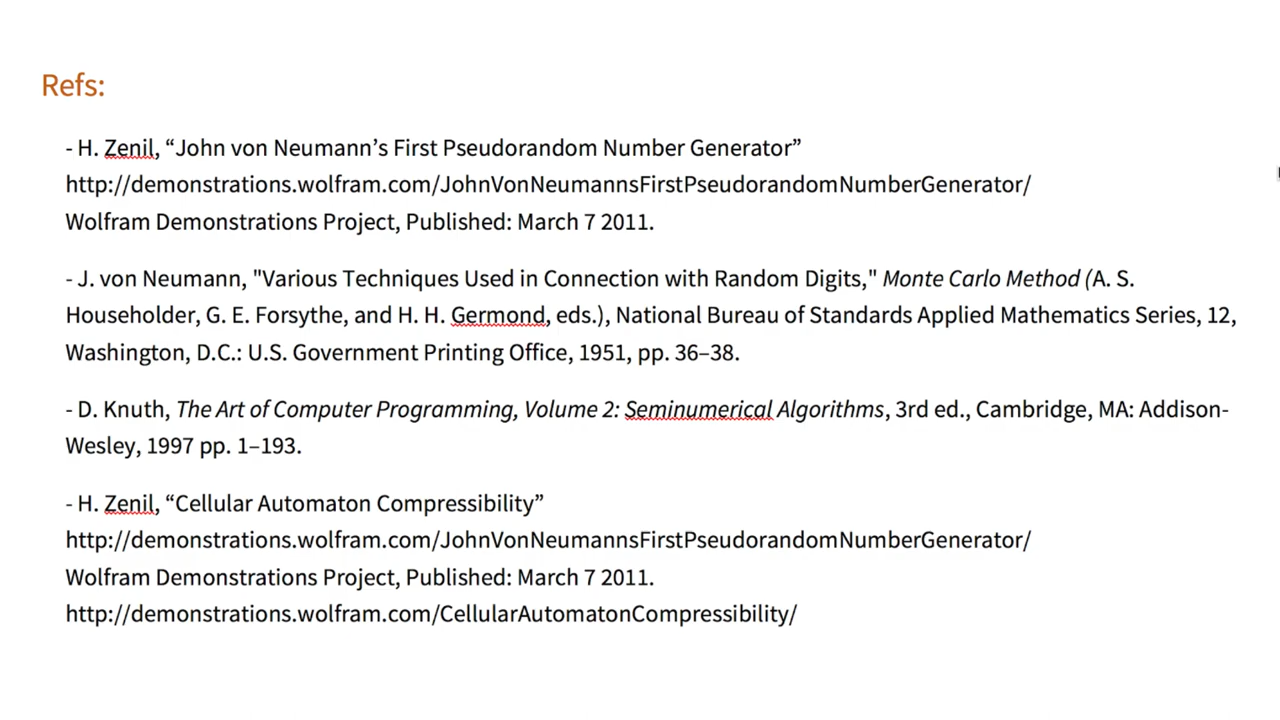 Refs:
- H. Zenil, “John von Neumann’s First Pseudorandom Number Generator”
http://demonstrations.wolfram.com/JohnVonNeumannsFirstPseudorandomNumberGenerator/
Wolfram Demonstrations Project, Published: March 7 2011.
- J. von Neumann, "Various Techniques Used in Connection with Random Digits," Monte Carlo Method (A. S.
Householder, G. E. Forsythe, and H. H. Germond, eds.), National Bureau of Standards Applied Mathematics Series, 12,
Washington, D.C.: U.S. Government Printing Office, 1951, pp. 36–38.
- D. Knuth, The Art of Computer Programming, Volume 2: Seminumerical Algorithms, 3rd ed., Cambridge, MA: Addison-
Wesley, 1997 pp. 1–193.
- H. Zenil, “Cellular Automaton Compressibility”
http://demonstrations.wolfram.com/JohnVonNeumannsFirstPseudorandomNumberGenerator/
Wolfram Demonstrations Project, Published: March 7 2011.
http://demonstrations.wolfram.com/CellularAutomatonCompressibility/